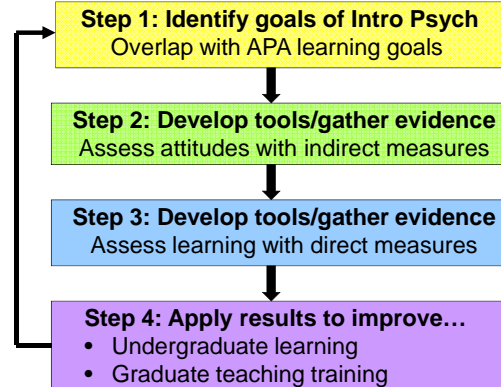 Step 1: Identify goals of Intro Psych
Overlap with APA learning goals
Step 2: Develop tools/gather evidence
Assess attitudes with indirect measures
Step 3: Develop tools/gather evidence
Assess learning with direct measures
Step 4: Apply results to improve…
• Undergraduate learning
• Graduate teaching training